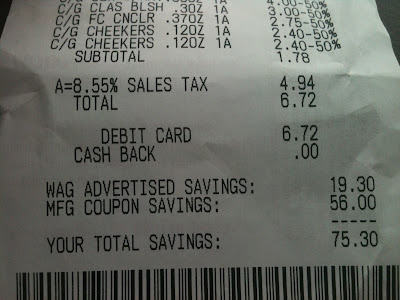 4.00-50%
C/G CLAS BLSH .30Z 1A 3.00-50%
C/G FC CNCLR .370Z 1A 2.75-50%
C/G CHEEKERS .120Z 1A 2.40-50%
C/G CHEEKERS .120Z 1A 2.40-50%
SUBTOTAL 1.78
A=8.55% SALES TAX 4.94
TOTAL 6.72
DEBIT CARD 6.72
CASH BACK .00
WAG ADVERTISED SAVINGS: 19.30
MFG COUPON SAVINGS: 56.00
-----
YOUR TOTAL SAVINGS: 75.30